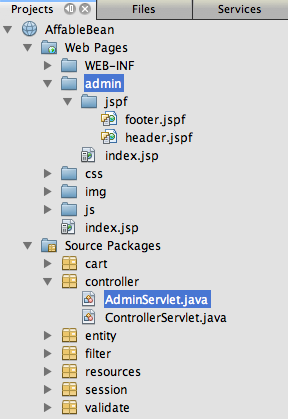 Projects Files Services
AffableBean
Web Pages
WEB-INF
admin
jspf
footer.jspf
header.jspf
index.jsp
css
img
js
index.jsp
Source Packages
cart
controller
AdminServlet.java
ControllerServlet.java
entity
filter
resources
session
validate